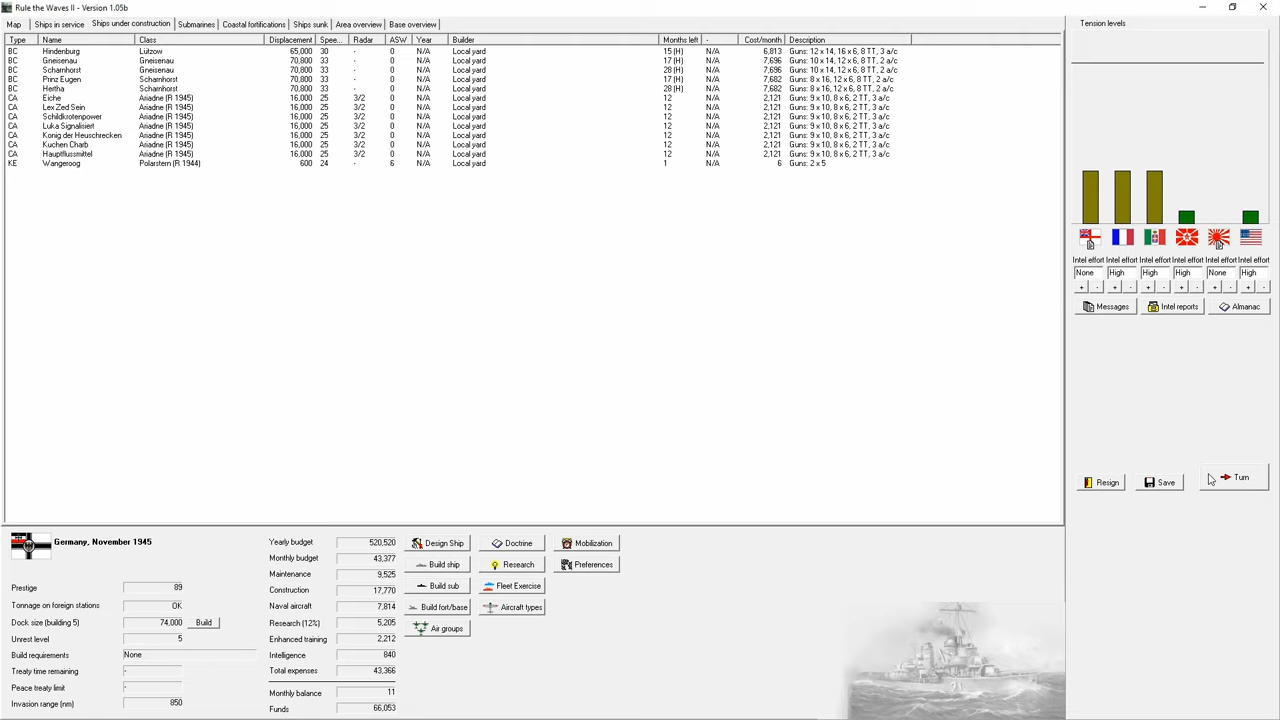 Rule the Waves II - Version 1.05b
Map Ships in service Ships under construction Submarines Coastal fortifications Ships sunk Area overview Base overview
Type Name Class Displacement Spee... Radar ASW Year Builder Months left - Cost/month Description
BC Hindenburg Lützow 65,000 30 - 0 N/A Local yard 15 (H) N/A 6,813 Guns: 12 x 14, 16 x 6, 8 TT, 3 a/c
BC Gneisenau Gneisenau 70,800 33 - 0 N/A Local yard 17 (H) N/A 7,696 Guns: 10 x 14, 12 x 6, 8 TT, 2 a/c
BC Scharnhorst Gneisenau 70,800 33 - 0 N/A Local yard 28 (H) N/A 7,696 Guns: 10 x 14, 12 x 6, 8 TT, 2 a/c
BC Prinz Eugen Scharnhorst 70,800 33 - 0 N/A Local yard 17 (H) N/A 7,682 Guns: 8 x 16, 12 x 6, 8 TT, 2 a/c
BC Hertha Scharnhorst 70,800 33 - 0 N/A Local yard 28 (H) N/A 7,682 Guns: 8 x 16, 12 x 6, 8 TT, 2 a/c
CA Eiche Ariadne (R 1945) 16,000 25 3/2 0 N/A Local yard 12 N/A 2,121 Guns: 9 x 10, 8 x 6, 2 TT, 3 a/c
CA Lex Zed Sein Ariadne (R 1945) 16,000 25 3/2 0 N/A Local yard 12 N/A 2,121 Guns: 9 x 10, 8 x 6, 2 TT, 3 a/c
CA Schildkrotenpower Ariadne (R 1945) 16,000 25 3/2 0 N/A Local yard 12 N/A 2,121 Guns: 9 x 10, 8 x 6, 2 TT, 3 a/c
CA Luka Signalisiert Ariadne (R 1945) 16,000 25 3/2 0 N/A Local yard 12 N/A 2,121 Guns: 9 x 10, 8 x 6, 2 TT, 3 a/c
CA Konig der Heuschrecken Ariadne (R 1945) 16,000 25 3/2 0 N/A Local yard 12 N/A 2,121 Guns: 9 x 10, 8 x 6, 2 TT, 3 a/c
CA Kuchen Charb Ariadne (R 1945) 16,000 25 3/2 0 N/A Local yard 12 N/A 2,121 Guns: 9 x 10, 8 x 6, 2 TT, 3 a/c
CA Hauptflussmittel Ariadne (R 1945) 16,000 25 3/2 0 N/A Local yard 12 N/A 2,121 Guns: 9 x 10, 8 x 6, 2 TT, 3 a/c
KE Wangeroog Polarstern (R 1944) 600 24 - 6 N/A Local yard 1 N/A 6 Guns: 2 x 5
Tension levels
Intel effort Intel effort Intel effort Intel effort Intel effort Intel effort
None High High High None High
+ - + - + - + - + - + -
Messages Intel reports Almanac
Resign Save Turn
Germany, November 1945
Prestige 89
Tonnage on foreign stations OK
Dock size (building 5) 74,000 Build
Unrest level 5
Build requirements None
Treaty time remaining -
Peace treaty limit -
Invasion range (nm) 850
Yearly budget 520,520
Monthly budget 43,377
Maintenance 9,525
Construction 17,770
Naval aircraft 7,814
Research (12%) 5,205
Enhanced training 2,212
Intelligence 840
Total expenses 43,366
Monthly balance 11
Funds 66,053
Design Ship Doctrine Mobilization
Build ship Research Preferences
Build sub Fleet Exercise
Build fort/base Aircraft types
Air groups